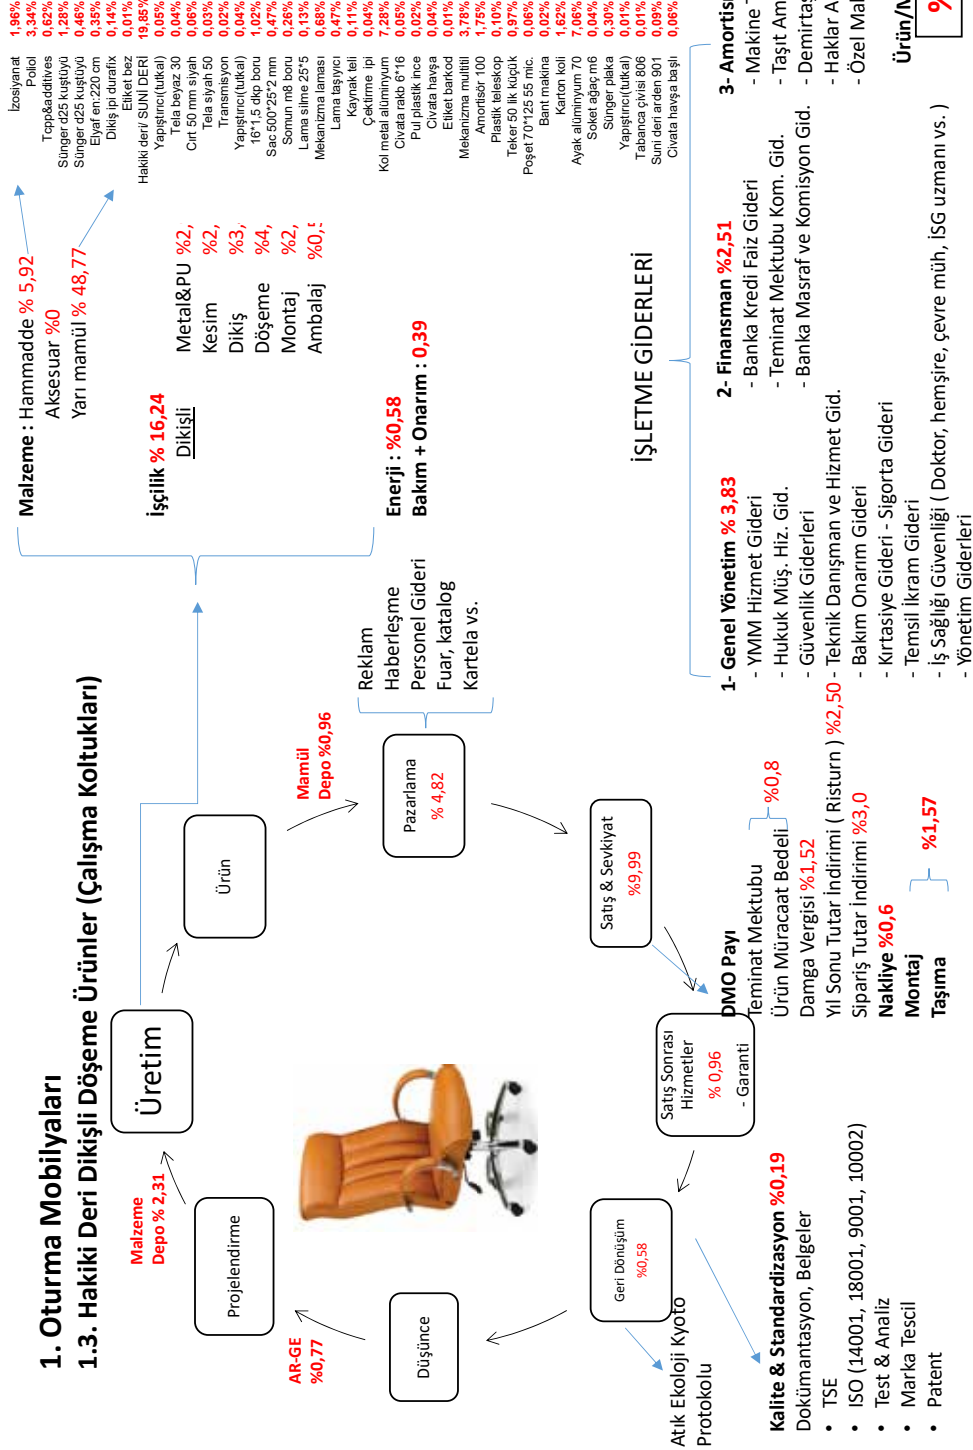 1. Oturma Mobilyaları
1.3. Hakiki Deri Dikişli Döşeme Ürünler (Çalışma Koltukları)
Malzeme
Depo % 2,31
Üretim
Ürün
Mamül
Depo %0,96
Projelendirme
AR-GE
%0,77
Düşünce
Pazarlama
% 4,82
Reklam
Haberleşme
Personel Gideri
Fuar, katalog
Kartela vs.
Satış & Sevkiyat
%9,99
Satış Sonrası
Hizmetler
% 0,96
- Garanti
Geri Dönüşüm
%0,58
Atık Ekoloji Kyoto
Protokolu
Kalite & Standardizasyon %0,19
Dokümantasyon, Belgeler
• TSE
• ISO (14001, 18001, 9001, 10002)
• Test & Analiz
• Marka Tescil
• Patent
DMO Payı
Teminat Mektubu
Ürün Müracaat Bedeli
%0,8
Damga Vergisi %1,52
Yıl Sonu Tutar İndirimi ( Risturn ) %2,50
Sipariş Tutar İndirimi %3,0
Nakliye %0,6
Montaj
Taşıma
%1,57
Malzeme : Hammadde % 5,92
Aksesuar %0
Yarı mamül % 48,77
İşçilik % 16,24
Dikişli
Metal&PU %2,
Kesim %2,
Dikiş %3,
Döşeme %4,
Montaj %2,
Ambalaj %0,5
Enerji : %0,58
Bakım + Onarım : 0,39
İzosiyanat 1,96%
Poliol 3,34%
Tcpp&additives 0,62%
Sünger d25 kuştüyü 1,28%
Sünger d25 kuştüyü 0,46%
Elyaf en:220 cm 0,35%
Dikiş ipi durafix 0,14%
Etiket bez 0,01%
Hakiki deri/ SUNİ DERİ 19,85%
Yapıştırıcı(tutkal) 0,05%
Tela beyaz 30 0,04%
Cırt 50 mm siyah 0,06%
Tela siyah 50 0,03%
Transmisyon 0,02%
Yapıştırıcı(tutkal) 0,04%
16*1,5 dkp boru 1,02%
Sac 500*25*2 mm 0,47%
Somun m8 boru 0,26%
Lama silme 25*5 0,13%
Mekanizma laması 0,68%
Lama taşıyıcı 0,47%
Kaynak teli 0,11%
Çektirme ipi 0,04%
Kol metal alüminyum 7,28%
Civata rakb 6*16 0,05%
Pul plastik ince 0,02%
Civata havşa 0,04%
Etiket barkod 0,01%
Mekanizma multitil 3,78%
Amortisör 100 1,75%
Plastik teleskop 0,10%
Teker 50 lik küçük 0,97%
Poşet 70*125 55 mic. 0,06%
Bant makina 0,02%
Karton koli 1,62%
Ayak alüminyum 70 7,06%
Soket ağaç m6 0,04%
Sünger plaka 0,30%
Yapıştırıcı(tutkal) 0,01%
Tabanca çivisi 806 0,01%
Suni deri arden 901 0,09%
Civata havşa başlı 0,06%
İŞLETME GİDERLERİ
1- Genel Yönetim % 3,83
- YMM Hizmet Gideri
- Hukuk Müş. Hiz. Gid.
- Güvenlik Giderleri
- Teknik Danışman ve Hizmet Gid.
- Bakım Onarım Gideri
- Kırtasiye Gideri - Sigorta Gideri
- Temsil İkram Gideri
- İş Sağlığı Güvenliği ( Doktor, hemşire, çevre müh, İSG uzmanı vs. )
- Yönetim Giderleri
2- Finansman %2,51
- Banka Kredi Faiz Gideri
- Teminat Mektubu Kom. Gid.
- Banka Masraf ve Komisyon Gid.
3- Amortis
- Makine T
- Taşıt Am
- Demirtaş
- Haklar A
- Özel Mal
Ürün/M
%